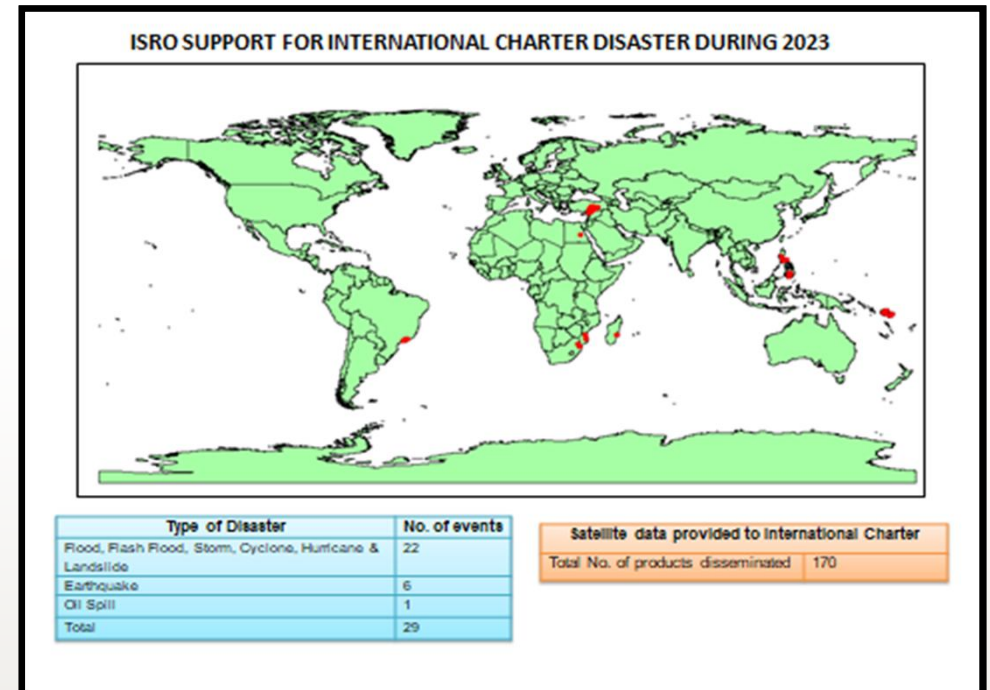 ISRO SUPPORT FOR INTERNATIONAL CHARTER DISASTER DURING 2023
Type of Disaster No. of events
Flood, Flash Flood, Storm, Cyclone, Hurricane & 22
Landslide
Earthquake 6
Oil Spill 1
Total 29
Satellite data provided to International Charter
Total No. of products disseminated 170